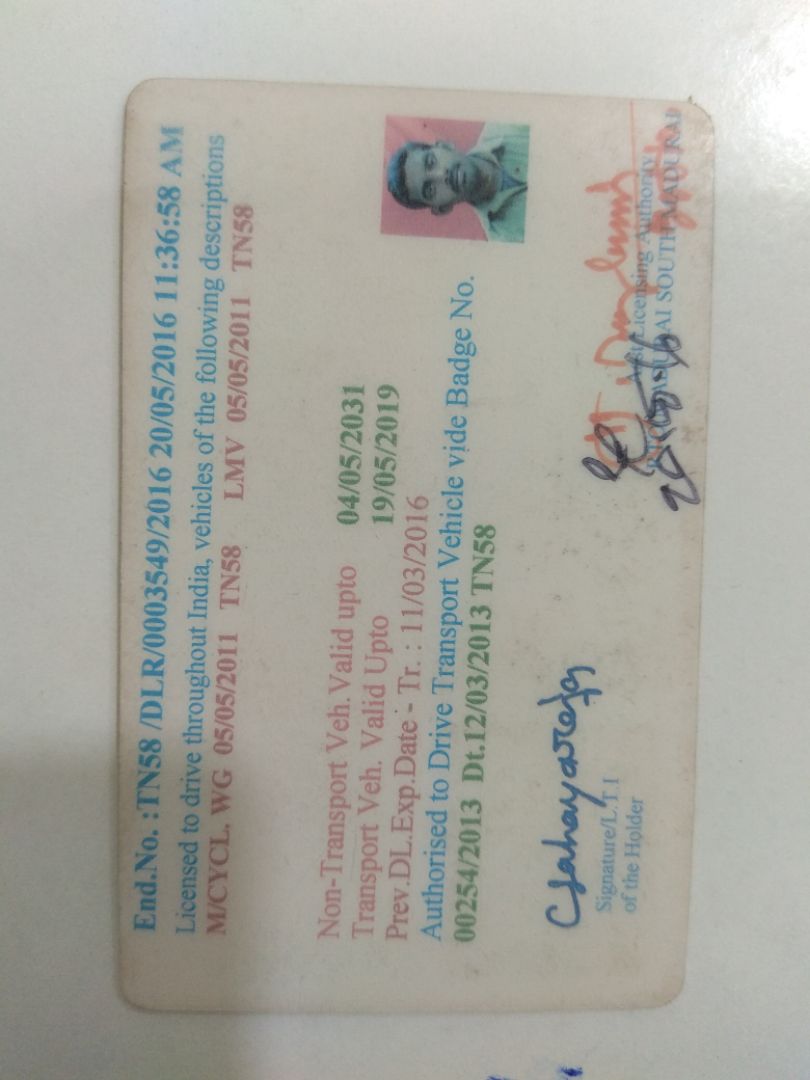 End.No. :TN58 /DLR/0003549/2016 20/05/2016 11:36:58 AM
Licensed to drive throughout India, vehicles of the following descriptions
M/CYCL. WG 05/05/2011 TN58 LMV 05/05/2011 TN58
Non-Transport Veh.Valid upto 04/05/2031
Transport Veh. Valid Upto 19/05/2019
Prev.DL.Exp.Date - Tr. : 11/03/2016
Authorised to Drive Transport Vehicle vide Badge No.
00254/2013 Dt.12/03/2013 TN58
Signature/L.T.I
of the Holder
Licensing Authority
SOUTH MADURAI